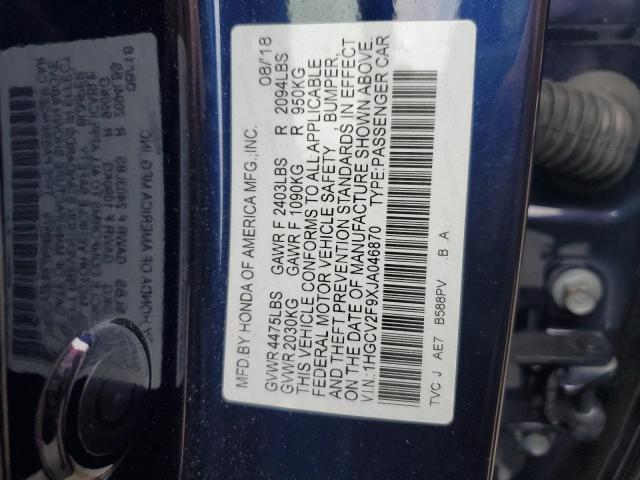 MFD BY HONDA OF AMERICA MFG.,INC. 08/'18
GVWR 4475LBS GAWR F 2403LBS R 2094LBS
GVWR 2030KG GAWR F 1090KG R 950KG
THIS VEHICLE CONFORMS TO ALL APPLICABLE
FEDERAL MOTOR VEHICLE SAFETY BUMPER,
AND THEFT PREVENTION STANDARDS IN EFFECT
ON THE DATE OF MANUFACTURE SHOWN ABOVE.
V.I.N.:1HGCV2F9XJA046870 TYPE:PASSENGER CAR
TVC J AE7 B588PV .B .A